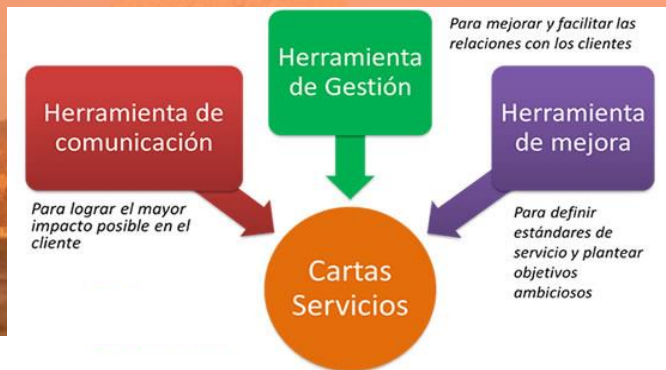 Para mejorar y facilitar las
relaciones con los clientes
Herramienta
de Gestión
Herramienta de
comunicación
Herramienta
de mejora
Para lograr el mayor
impacto posible en el
cliente
Para definir
estándares de
servicio y plantear
objetivos
ambiciosos
Cartas
Servicios